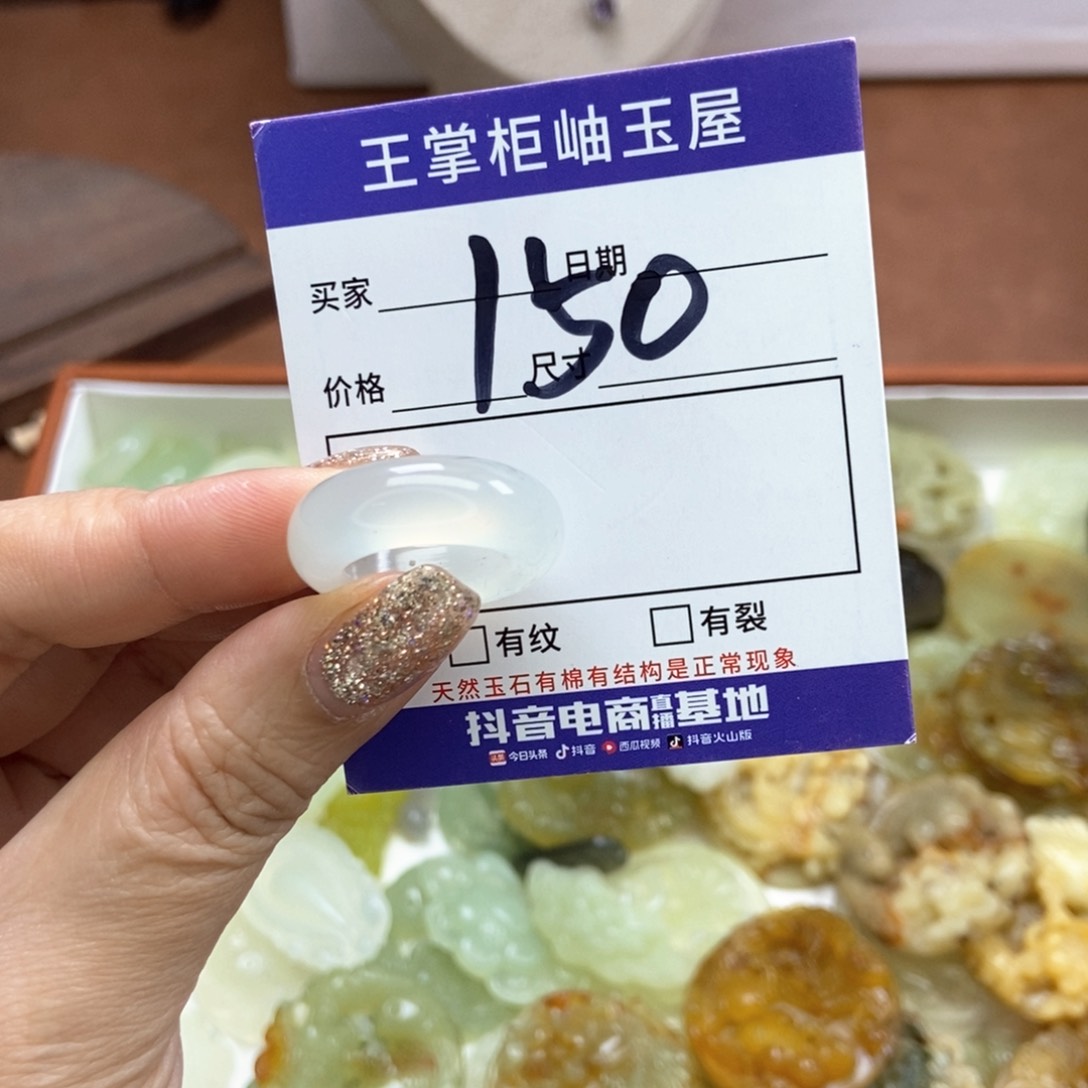 王掌柜岫玉屋
买家 日期
150
价格 尺寸
有纹 有裂
天然玉石有棉有结构是正常现象
抖音电商直播基地
头条 今日头条 抖音 西瓜视频 抖音火山版